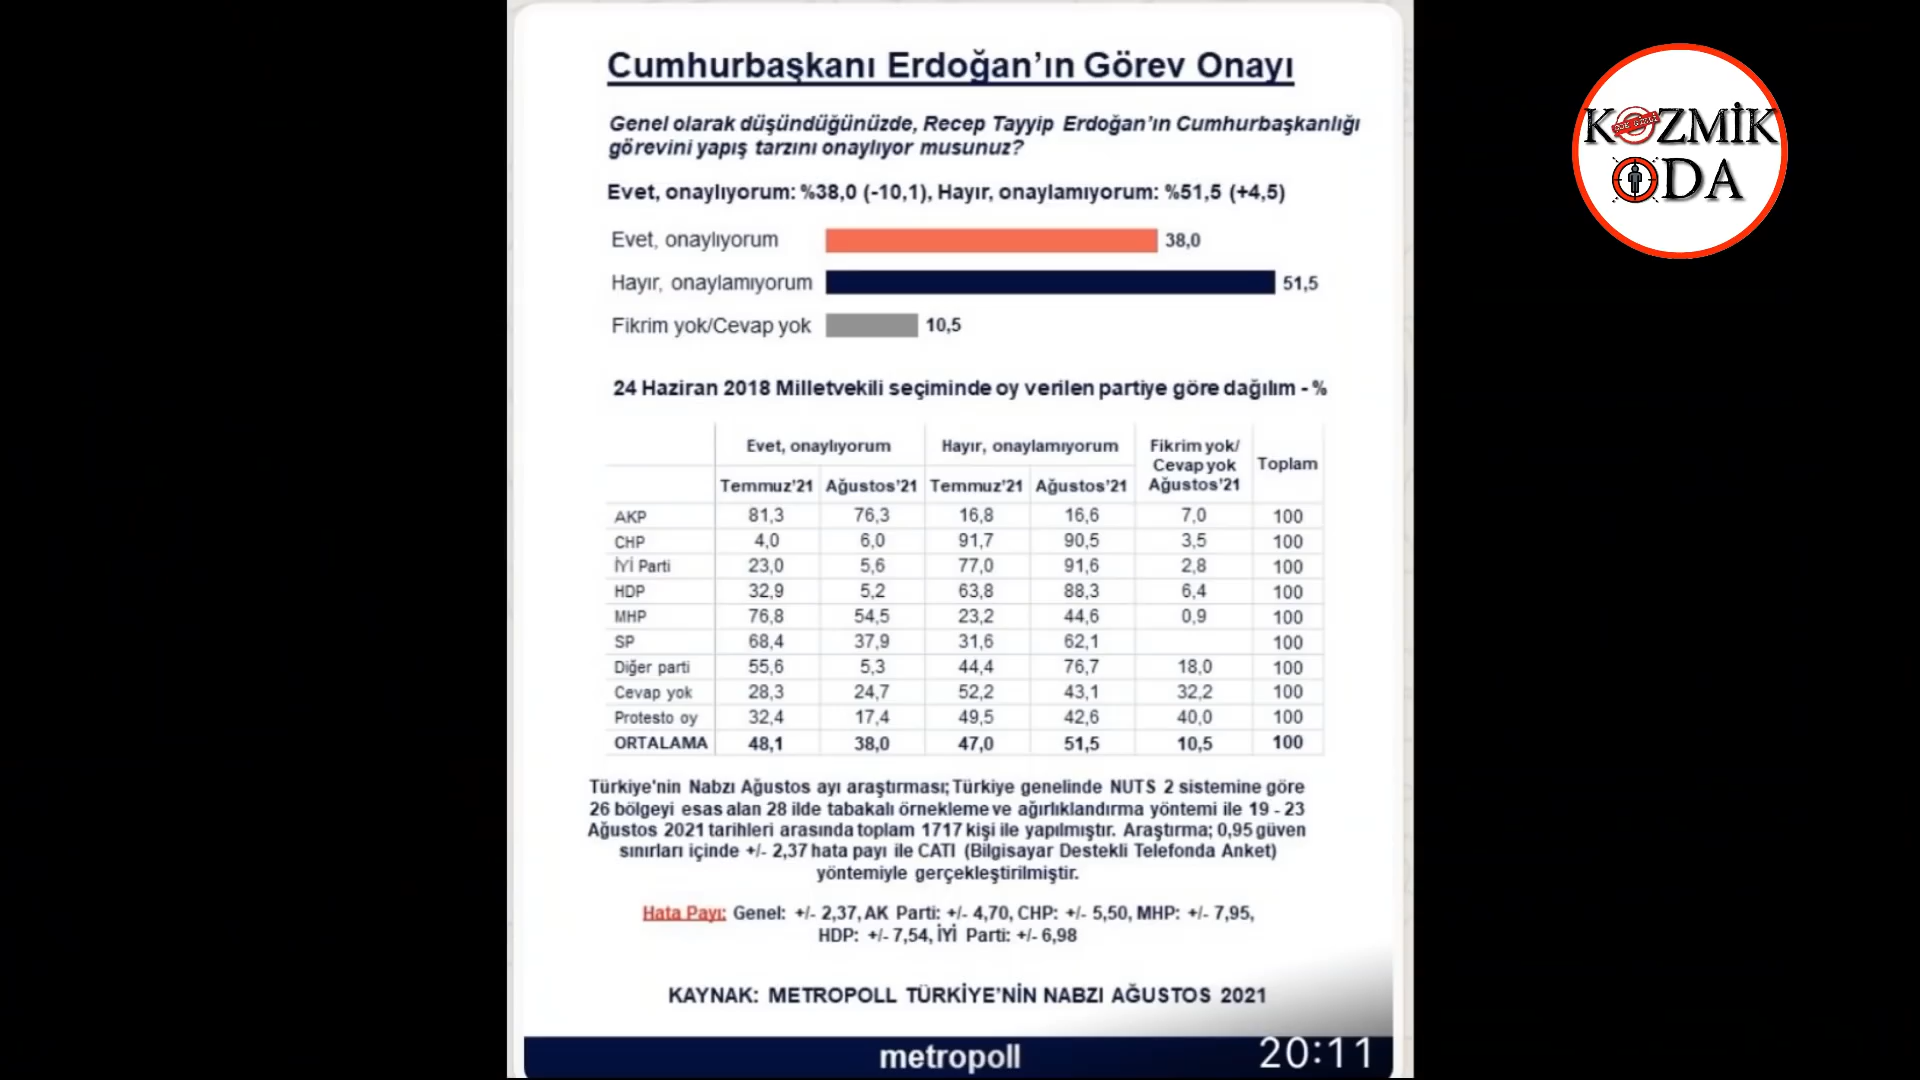 Cumhurbaşkanı Erdoğan'ın Görev Onayı
Genel olarak düşündüğünüzde, Recep Tayyip Erdoğan'ın Cumhurbaşkanlığı
görevini yapış tarzını onaylıyor musunuz?
Evet, onaylıyorum: %38,0 (-10,1), Hayır, onaylamıyorum: %51,5 (+4,5)
Evet, onaylıyorum 38,0
Hayır, onaylamıyorum 51,5
Fikrim yok/Cevap yok 10,5
24 Haziran 2018 Milletvekili seçiminde oy verilen partiye göre dağılım - %
Evet, onaylıyorum Hayır, onaylamıyorum Fikrim yok/ Cevap yok Ağustos'21 Toplam
Temmuz'21 Ağustos'21 Temmuz'21 Ağustos'21
AKP 81,3 76,3 16,8 16,6 7,0 100
CHP 4,0 6,0 91,7 90,5 3,5 100
İYİ Parti 23,0 5,6 77,0 91,6 2,8 100
HDP 32,9 5,2 63,8 88,3 6,4 100
MHP 76,8 54,5 23,2 44,6 0,9 100
SP 68,4 37,9 31,6 62,1 100
Diğer parti 55,6 5,3 44,4 76,7 18,0 100
Cevap yok 28,3 24,7 52,2 43,1 32,2 100
Protesto oy 32,4 17,4 49,5 42,6 40,0 100
ORTALAMA 48,1 38,0 47,0 51,5 10,5 100
Türkiye'nin Nabzı Ağustos ayı araştırması; Türkiye genelinde NUTS 2 sistemine göre
26 bölgeyi esas alan 28 ilde tabakalı örnekleme ve ağırlıklandırma yöntemi ile 19 - 23
Ağustos 2021 tarihleri arasında toplam 1717 kişi ile yapılmıştır. Araştırma; 0,95 güven
sınırları içinde +/- 2,37 hata payı ile CATI (Bilgisayar Destekli Telefonda Anket)
yöntemiyle gerçekleştirilmiştir.
Hata Payı: Genel: +/- 2,37, AK Parti: +/- 4,70, CHP: +/- 5,50, MHP: +/- 7,95,
HDP: +/- 7,54, İYİ Parti: +/- 6,98
KAYNAK: METROPOLL TÜRKİYE'NİN NABZI AĞUSTOS 2021
metropoll
20:11
KOZMİK
ODA